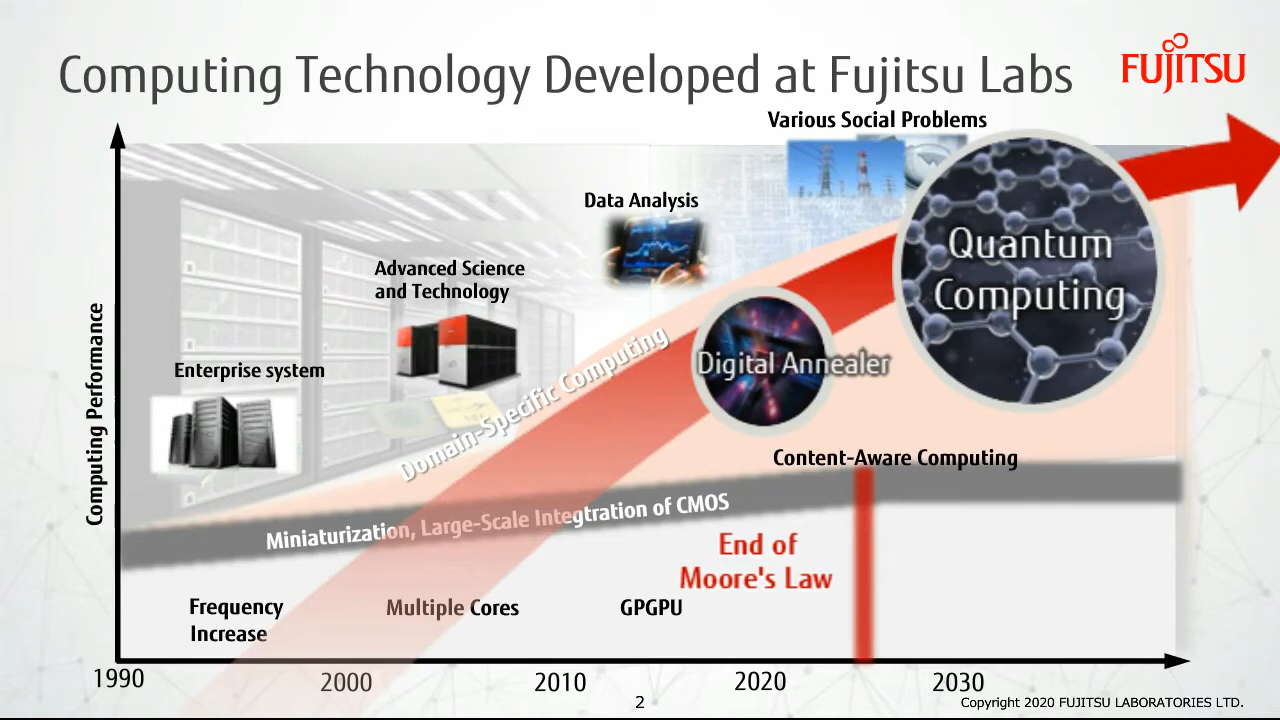 Computing Technology Developed at Fujitsu Labs
FUJITSU
Various Social Problems
Data Analysis
Advanced Science
and Technology
Enterprise system
Quantum
Computing
Digital Annealer
Domain-Specific Computing
Computing Performance
Content-Aware Computing
Miniaturization, Large-Scale Integtration of CMOS
End of
Moore's Law
Frequency
Increase
Multiple Cores
GPGPU
1990
2000
2010
2020
2030
2
Copyright 2020 FUJITSU LABORATORIES LTD.